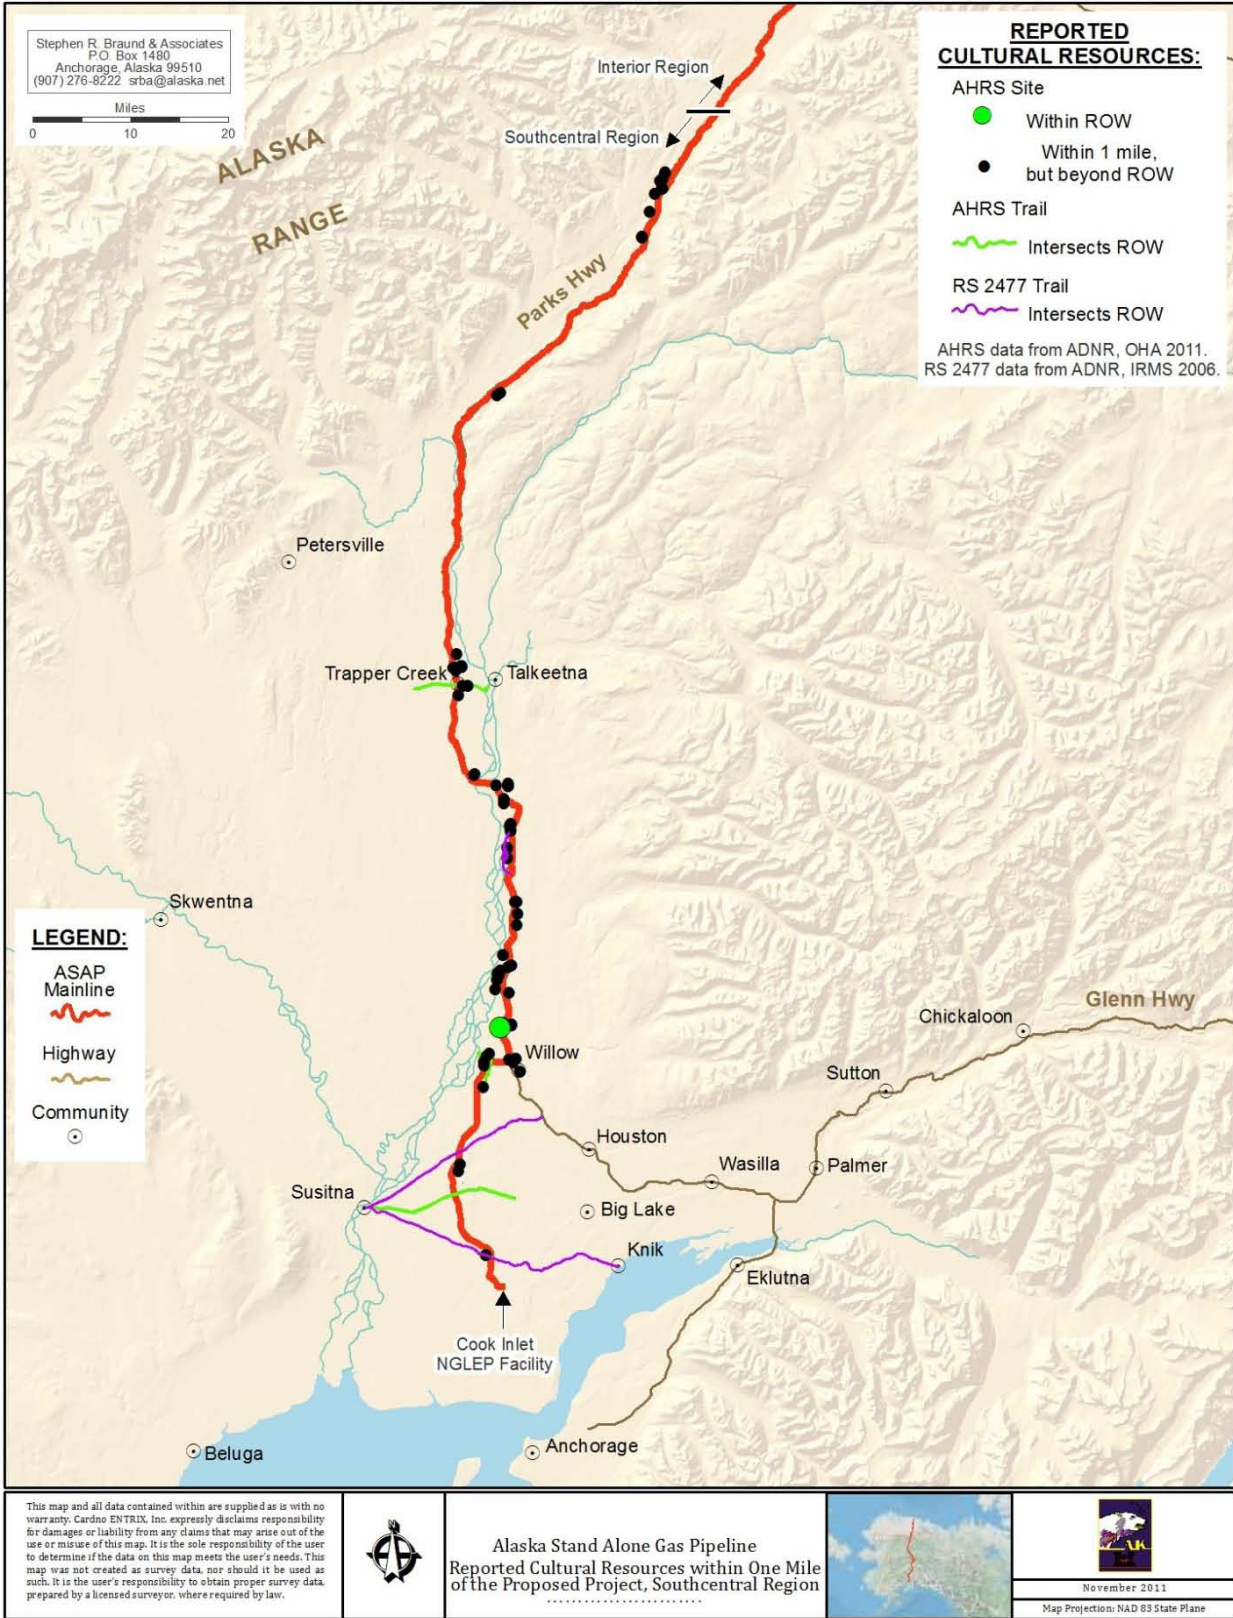 Stephen R. Braund & Associates
P.O. Box 1480
Anchorage, Alaska 99510
(907) 276-8222 srba@alaska.net
Miles
0 10 20
ALASKA
RANGE
Interior Region
Southcentral Region
Parks Hwy
REPORTED
CULTURAL RESOURCES:
AHRS Site
Within ROW
Within 1 mile,
but beyond ROW
AHRS Trail
Intersects ROW
RS 2477 Trail
Intersects ROW
AHRS data from ADNR, OHA 2011.
RS 2477 data from ADNR, IRMS 2006.
Petersville
Trapper Creek
Talkeetna
Skwentna
LEGEND:
ASAP
Mainline
Highway
Community
Glenn Hwy
Chickaloon
Willow
Sutton
Houston
Wasilla
Palmer
Susitna
Big Lake
Knik
Eklutna
Cook Inlet
NGLEP Facility
Beluga
Anchorage
This map and all data contained within are supplied as is with no
warranty. Cardno ENTRIX, Inc. expressly disclaims responsibility
for damages or liability from any claims that may arise out of the
use or misuse of this map. It is the sole responsibility of the user
to determine if the data on this map meets the user's needs. This
map was not created as survey data, nor should it be used as
such. It is the user's responsibility to obtain proper survey data,
prepared by a licensed surveyor, where required by law.
N
Alaska Stand Alone Gas Pipeline
Reported Cultural Resources within One Mile
of the Proposed Project, Southcentral Region
AK
November 2011
Map Projection: NAD 83 State Plane